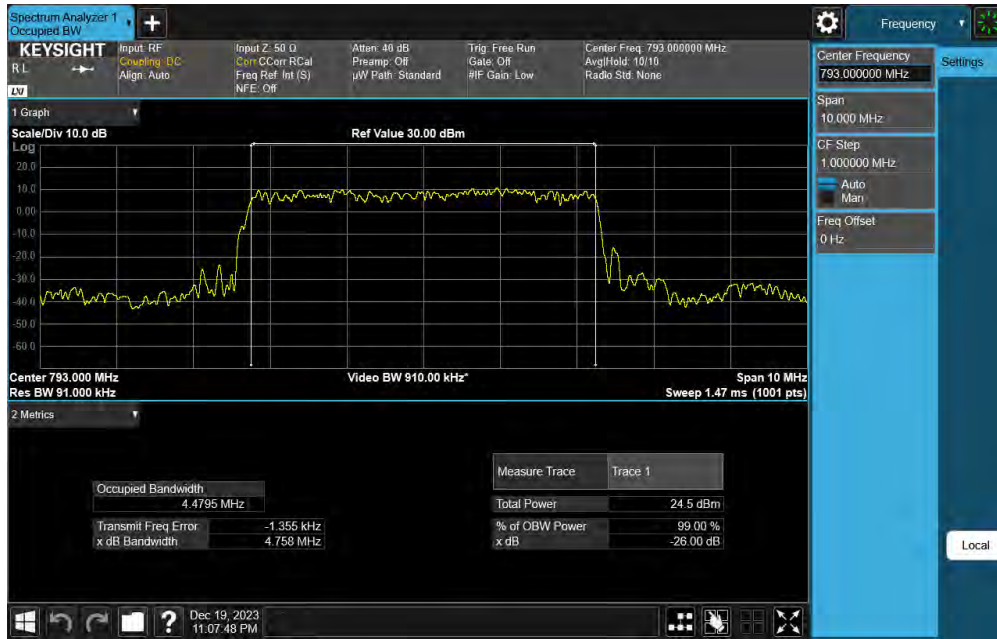 Spectrum Analyzer 1
Occupied BW
Frequency
KEYSIGHT
RL
LXI
Input: RF
Coupling: DC
Align: Auto
Input Z: 50 Ω
Corr CCorr RCal
Freq Ref: Int (S)
NFE: Off
Atten: 40 dB
Preamp: Off
µW Path: Standard
Trig: Free Run
Gate: Off
#IF Gain: Low
Center Freq: 793.000000 MHz
Avg|Hold: 10/10
Radio Std: None
Center Frequency
793.000000 MHz
Settings
Span
10.000 MHz
CF Step
1.000000 MHz
Auto
Man
Freq Offset
0 Hz
1 Graph
Scale/Div 10.0 dB
Ref Value 30.00 dBm
Log
20.0
10.0
0.00
-10.0
-20.0
-30.0
-40.0
-50.0
-60.0
Center 793.000 MHz
Video BW 910.00 kHz*
Span 10 MHz
Res BW 91.000 kHz
Sweep 1.47 ms (1001 pts)
2 Metrics
Measure Trace
Trace 1
Occupied Bandwidth
4.4795 MHz
Total Power
24.5 dBm
Transmit Freq Error
-1.355 kHz
% of OBW Power
99.00 %
x dB Bandwidth
4.758 MHz
x dB
-26.00 dB
Local
?
Dec 19, 2023
11:07:48 PM